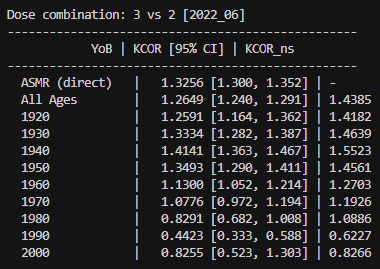 Dose combination: 3 vs 2 [2022_06]
--------------------------------------------------
YoB | KCOR [95% CI] | KCOR_ns
--------------------------------------------------
ASMR (direct) | 1.3256 [1.300, 1.352] | -
All Ages | 1.2649 [1.240, 1.291] | 1.4385
1920 | 1.2591 [1.164, 1.362] | 1.4182
1930 | 1.3334 [1.282, 1.387] | 1.4639
1940 | 1.4141 [1.363, 1.467] | 1.5523
1950 | 1.3493 [1.290, 1.411] | 1.4561
1960 | 1.1300 [1.052, 1.214] | 1.2703
1970 | 1.0776 [0.972, 1.194] | 1.1926
1980 | 0.8291 [0.682, 1.008] | 1.0886
1990 | 0.4423 [0.333, 0.588] | 0.6227
2000 | 0.8255 [0.523, 1.303] | 0.8266